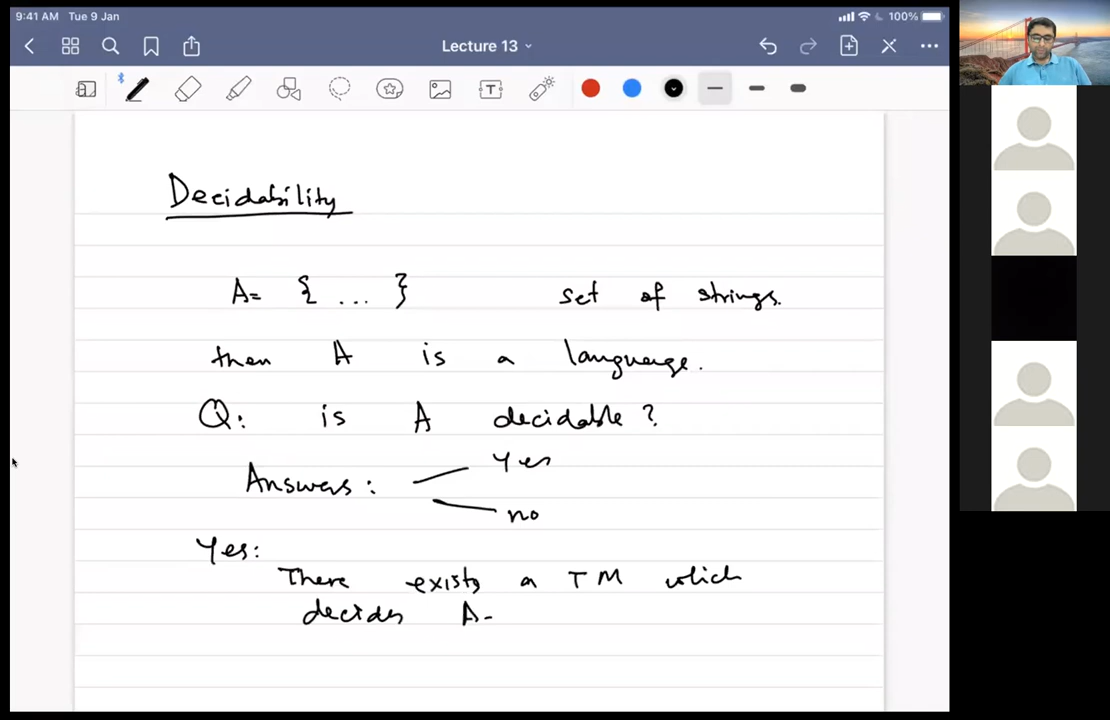 9:41 AM Tue 9 Jan 100%
Lecture 13
Decidability
A= { ... } set of strings.
then A is a language.
Q: is A decidable?
Answers: yes
no
Yes:
There exists a TM which
decides A.